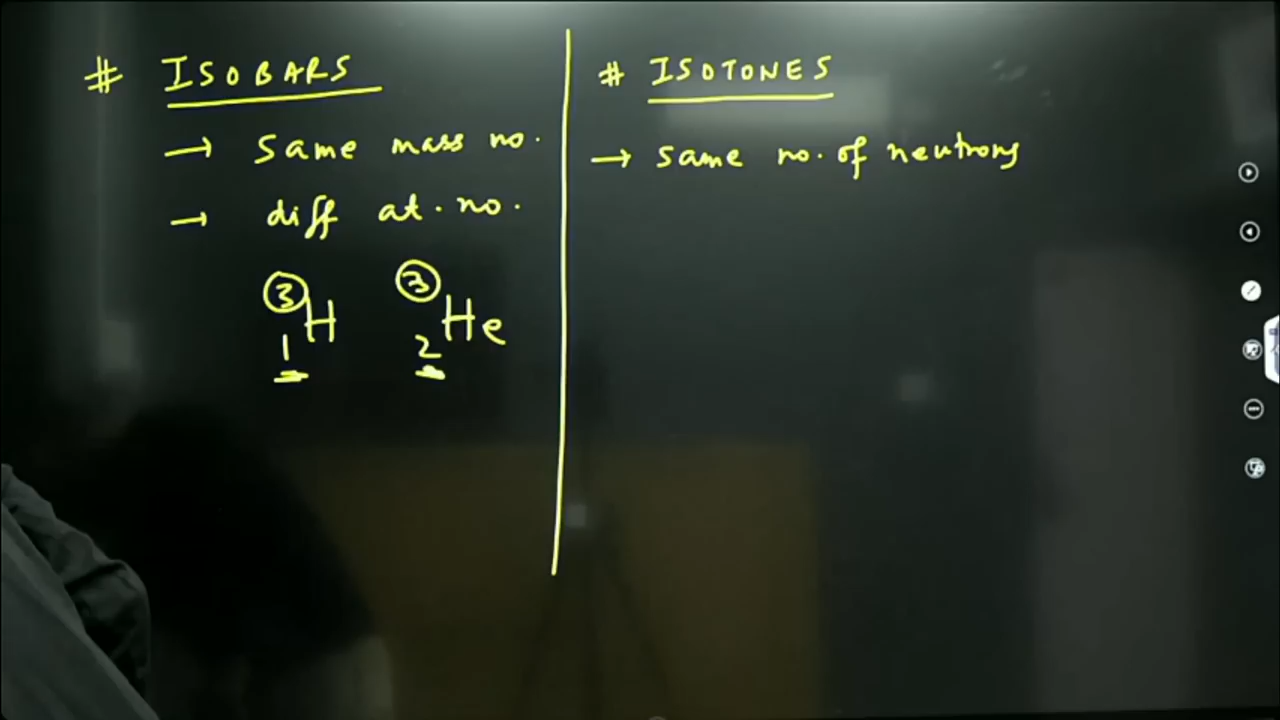 # ISOBARS
→ Same mass no.
→ diff at. no.
3 H 3 He
1 2
# ISOTONES
→ same no. of neutrons